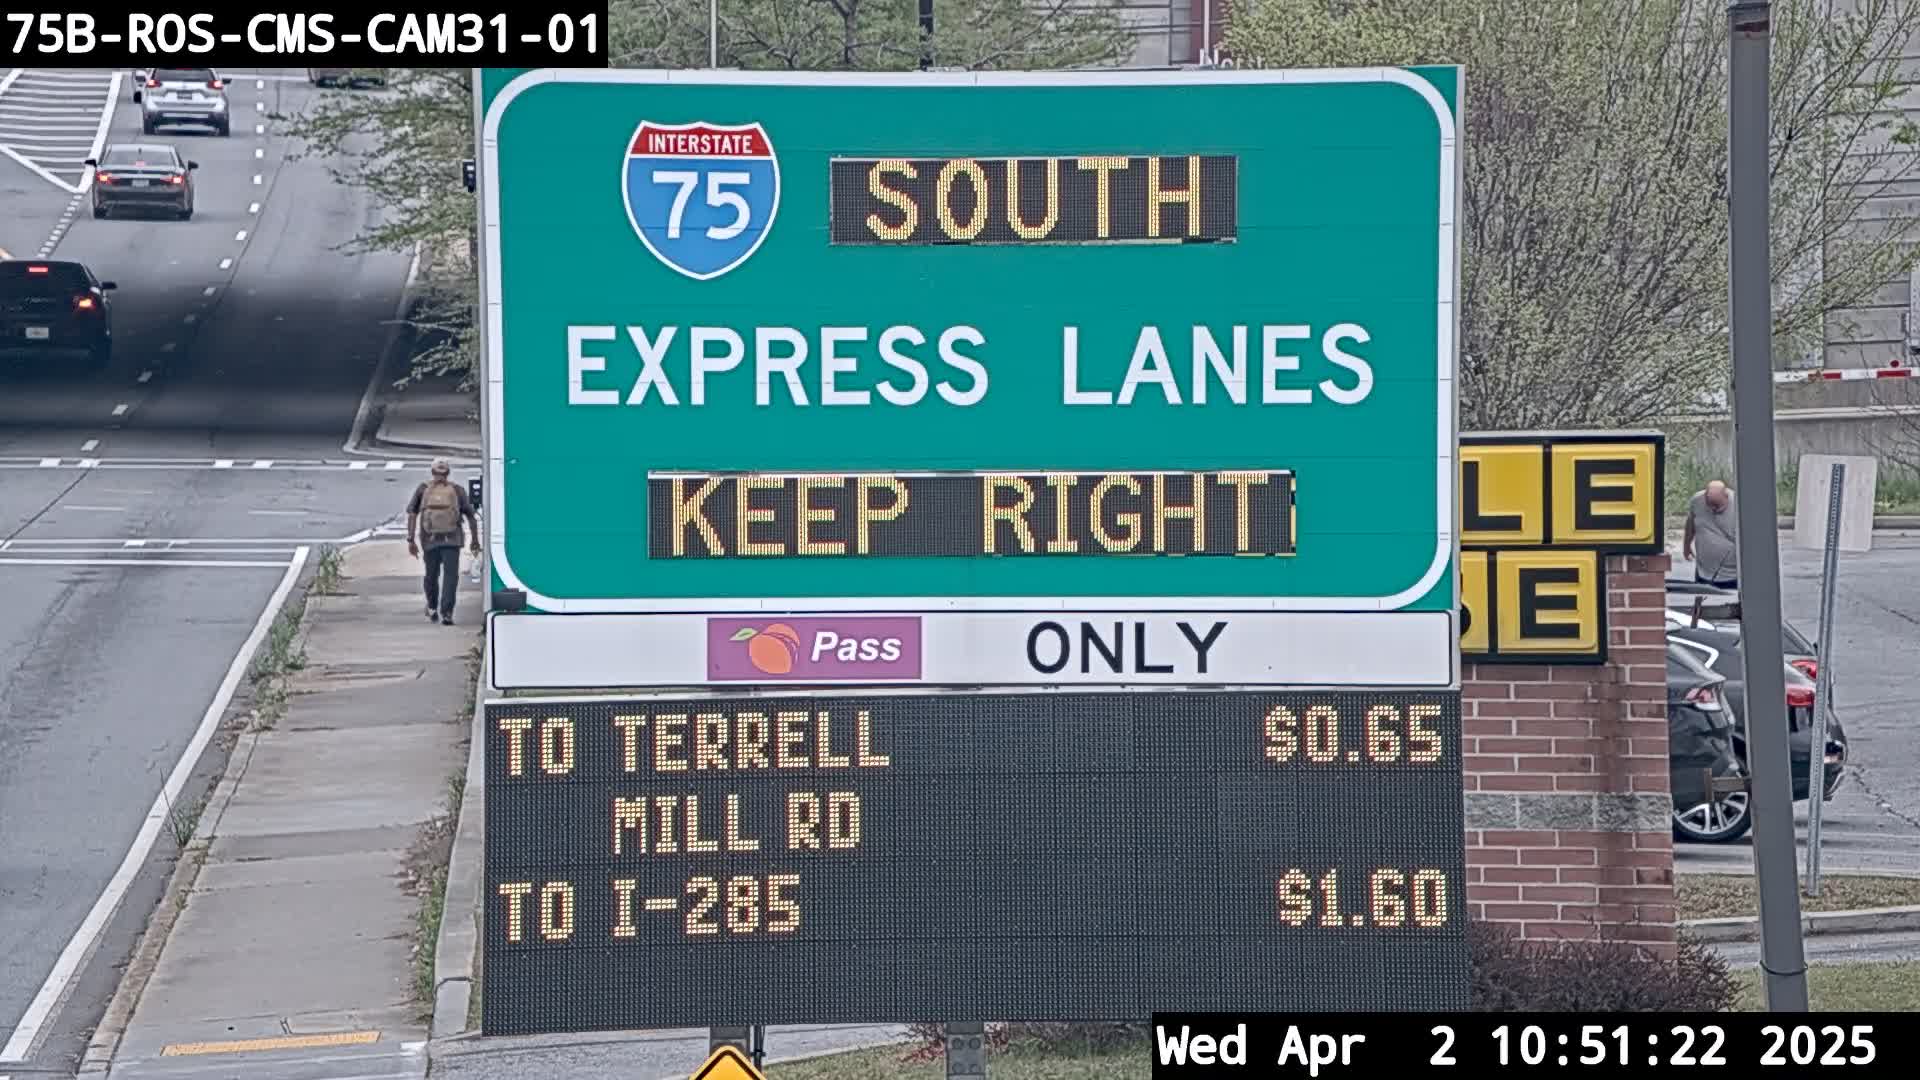 75B-ROS-CMS-CAM31-01
INTERSTATE
75
SOUTH
EXPRESS LANES
KEEP RIGHT
Pass ONLY
TO TERRELL $0.65
MILL RD
TO I-285 $1.60
LE
E
Wed Apr 2 10:51:22 2025